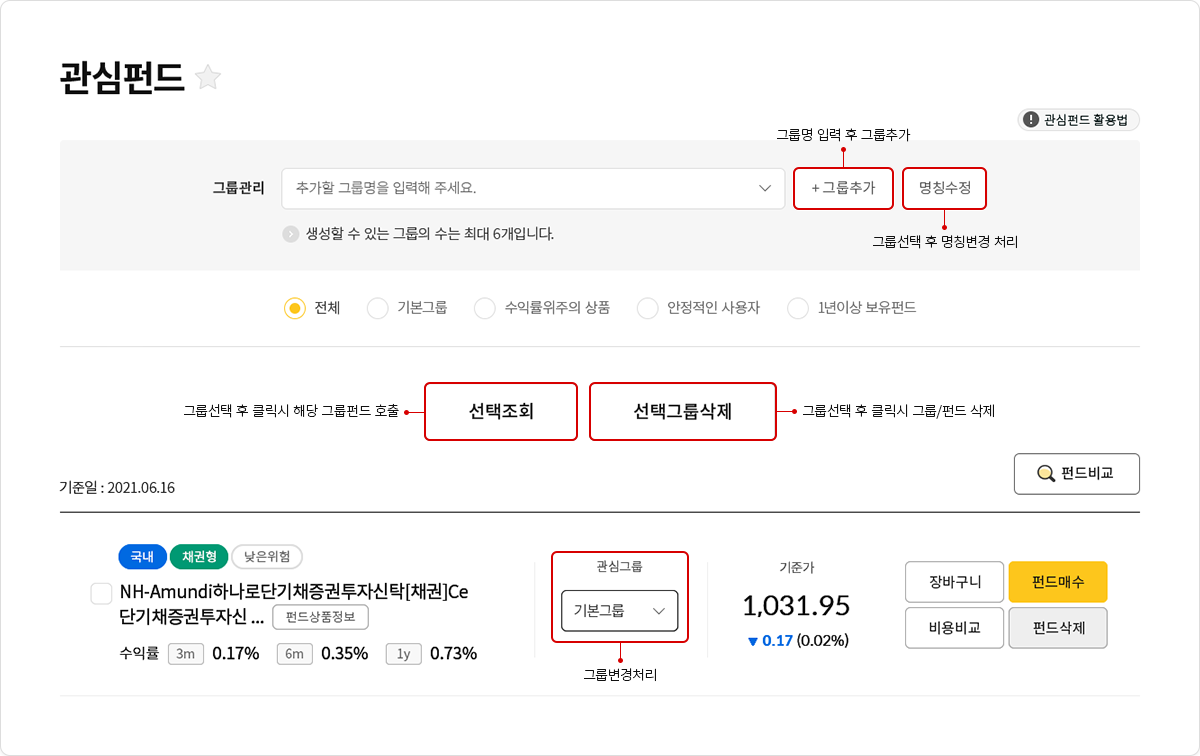 관심펀드
관심펀드 활용법
그룹명 입력 후 그룹추가
그룹관리 추가할 그룹명을 입력해 주세요. +그룹추가 명칭수정
생성할 수 있는 그룹의 수는 최대 6개입니다.
그룹선택 후 명칭변경 처리
전체 기본그룹 수익률위주의 상품 안정적인 사용자 1년이상 보유펀드
그룹선택 후 클릭시 해당 그룹펀드 호출 선택조회 선택그룹삭제 그룹선택 후 클릭시 그룹/펀드 삭제
펀드비교
기준일 : 2021.06.16
국내 채권형 낮은위험
NH-Amundi하나로단기채증권투자신탁[채권]Ce
단기채증권투자신 ... 펀드상품정보
수익률 3m 0.17% 6m 0.35% 1y 0.73%
관심그룹
기본그룹
그룹변경처리
기준가
1,031.95
▼ 0.17 (0.02%)
장바구니 펀드매수
비용비교 펀드삭제